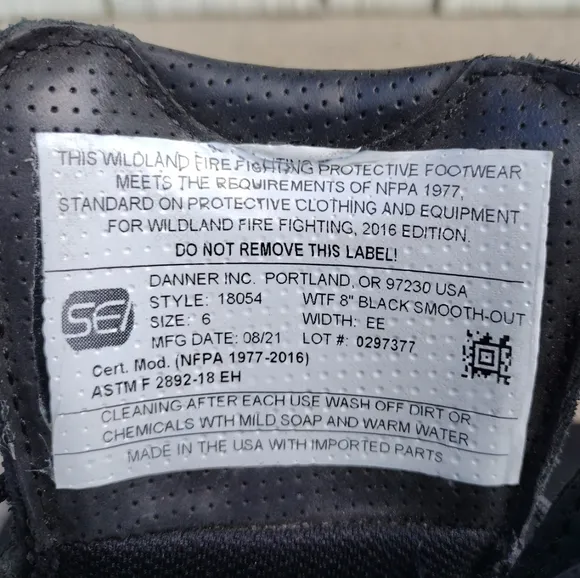 THIS WILDLAND FIRE FIGHTING PROTECTIVE FOOTWEAR
MEETS THE REQUIREMENTS OF NFPA 1977,
STANDARD ON PROTECTIVE CLOTHING AND EQUIPMENT
FOR WILDLAND FIRE FIGHTING, 2016 EDITION.
DO NOT REMOVE THIS LABEL!
SEI
DANNER INC. PORTLAND, OR 97230 USA
STYLE: 18054 WTF 8" BLACK SMOOTH-OUT
SIZE: 6 WIDTH: EE
MFG DATE: 08/21 LOT #: 0297377
Cert. Mod. (NFPA 1977-2016)
ASTM F 2892-18 EH
CLEANING AFTER EACH USE WASH OFF DIRT OR
CHEMICALS WTH MILD SOAP AND WARM WATER
MADE IN THE USA WITH IMPORTED PARTS